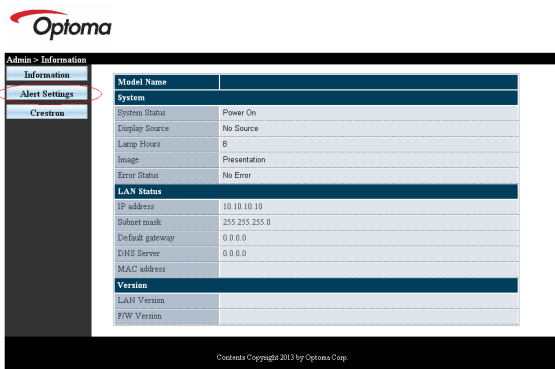 Optoma
Admin > Information
Information
Alert Settings
Crestron
Model Name
System
System Status Power On
Display Source No Source
Lamp Hours 8
Image Presentation
Error Status No Error
LAN Status
IP address 10.10.10.10
Subnet mask 255.255.255.0
Default gateway 0.0.0.0
DNS Server 0.0.0.0
MAC address
Version
LAN Version
F/W Version
Contents Copyright 2013 by Optoma Corp.